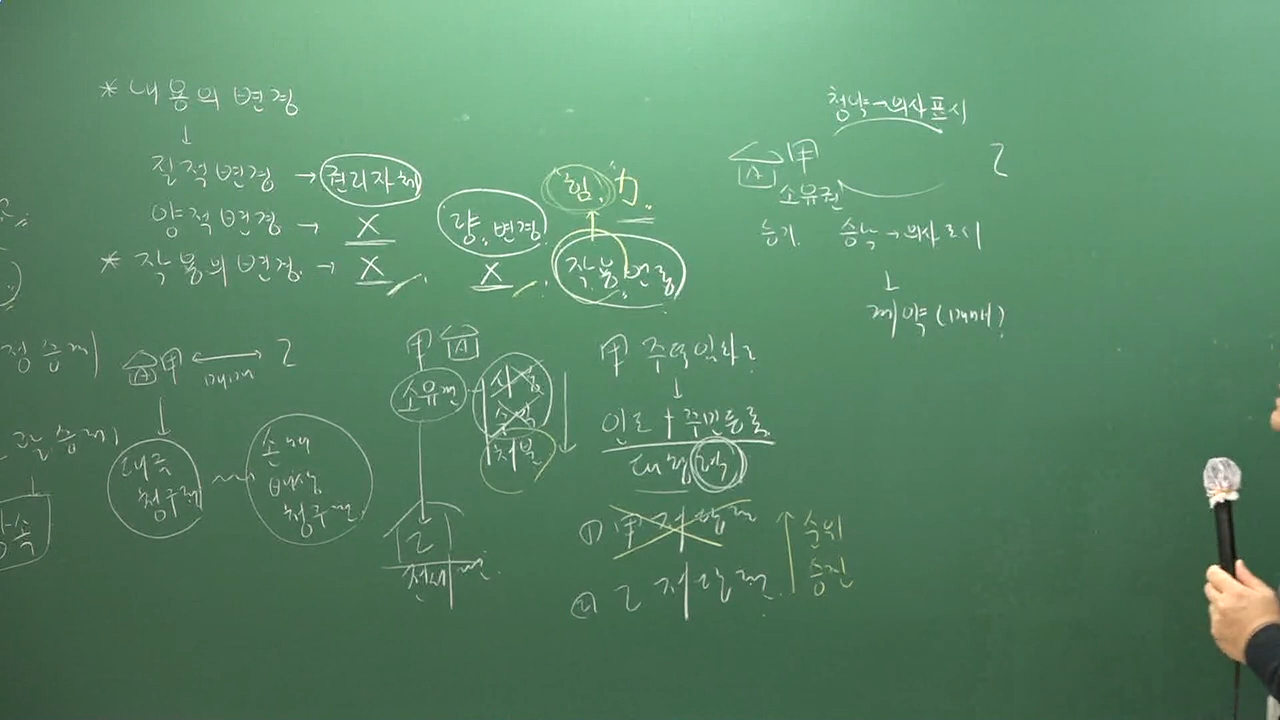 * 내용의 변경
↓
질적변경 → 권리자체
양적변경 → X 량, 변경
* 작용의변경 → X X 작용변경
힘, 力
甲 A
소유권
사용
수익
처분
乙
전세권
A 甲 ↔ 乙
매매
↓
대금
청구권
손해
배상
청구권
甲 주택임차권
↓
인도 + 주민등록
대항력
① 甲 저당권
② 乙 저당권
순위
승진
청약→의사표시
A 甲 乙
소유권
등기 승낙→의사표시
↓
계약(매매)